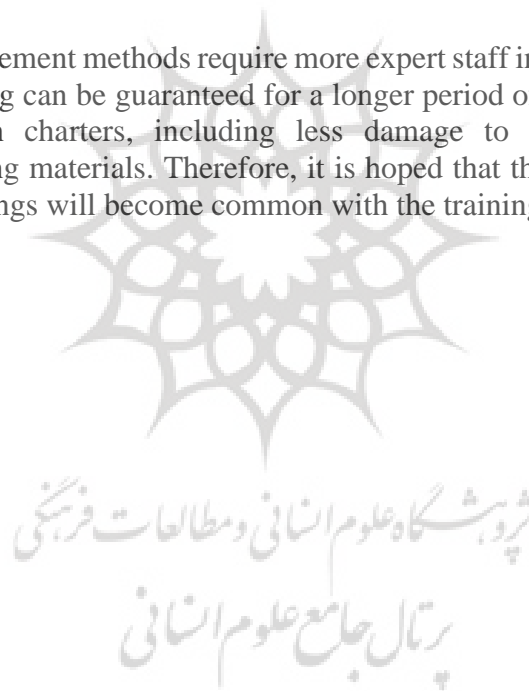 ement methods require more expert staff in
g can be guaranteed for a longer period o
n charters, including less damage to
ng materials. Therefore, it is hoped that th
ngs will become common with the training
پژوهشگاه علوم انسانی و مطالعات فرهنگی
پرتال جامع علوم انسانی